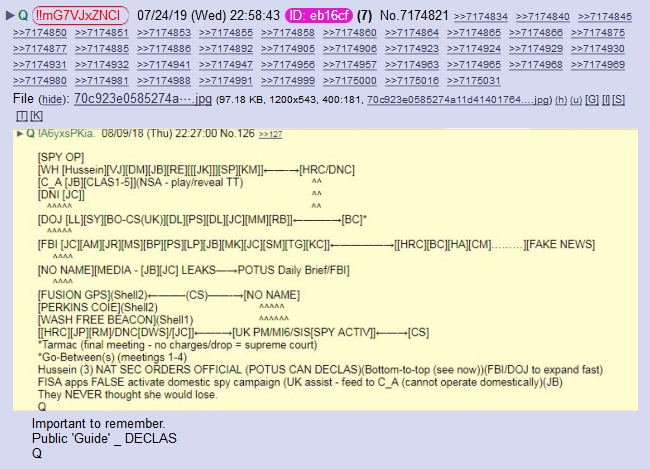 ▶ Q !!mG7VJxZNCI 07/24/19 (Wed) 22:58:43 ID: eb16cf (7) No.7174821 >>7174834 >>7174840 >>7174845
>>7174850 >>7174851 >>7174853 >>7174855 >>7174858 >>7174860 >>7174864 >>7174865 >>7174866 >>7174875
>>7174877 >>7174885 >>7174886 >>7174892 >>7174905 >>7174906 >>7174923 >>7174924 >>7174929 >>7174930
>>7174931 >>7174932 >>7174941 >>7174947 >>7174956 >>7174957 >>7174963 >>7174965 >>7174968 >>7174969
>>7174980 >>7174981 >>7174988 >>7174991 >>7174999 >>7175000 >>7175016 >>7175031
File (hide): 70c923e0585274a⋯.jpg (97.18 KB, 1200x543, 400:181, 70c923e0585274a11d41401764….jpg) (h) (u) [G] [I] [S]
[T] [K]
▶ Q !A6yxsPKia. 08/09/18 (Thu) 22:27:00 No.126 >>127
[SPY OP]
[WH [Hussein][VJ][DM][JB][RE][[[JK]]][SP][KM]]←——→[HRC/DNC]
[C_A [JB][CLAS1-5]](NSA - play/reveal TT) ^^
[DNI [JC]] ^^
^^^^^ ^^
[DOJ [LL][SY][BO-CS(UK)][DL][PS][DL][JC][MM][RB]]←————→[BC]*
^^^^^
[FBI [JC][AM][JR][MS][BP][PS][LP][JB][MK][JC][SM][TG][KC]]←—————→[[HRC][BC][HA][CM]………][FAKE NEWS]
^^^^
[NO NAME][MEDIA - [JB][JC] LEAKS—→POTUS Daily Brief/FBI]
^^^^
[FUSION GPS](Shell2)←———(CS)——→[NO NAME]
[PERKINS COIE](Shell2) ^^^^^
[WASH FREE BEACON](Shell1) ^^^^^^
[[HRC][JP][RM]/DNC[DWS]/[JC]]←——→[UK PM/MI6/SIS[SPY ACTIV]]←—→[CS]
*Tarmac (final meeting - no charges/drop = supreme court)
*Go-Between(s) (meetings 1-4)
Hussein (3) NAT SEC ORDERS OFFICIAL (POTUS CAN DECLAS)(Bottom-to-top (see now))(FBI/DOJ to expand fast)
FISA apps FALSE activate domestic spy campaign (UK assist - feed to C_A (cannot operate domestically)(JB)
They NEVER thought she would lose.
Q
Important to remember.
Public 'Guide' _ DECLAS
Q